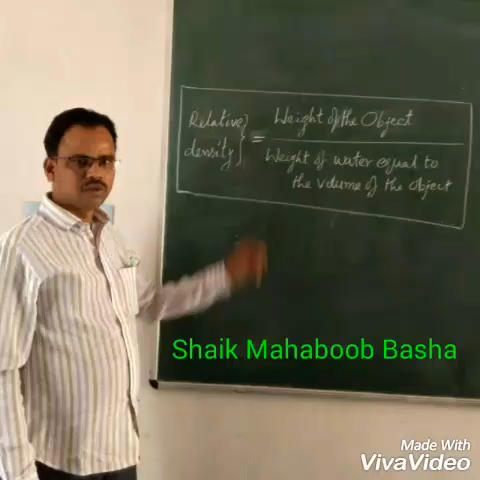 Relative } = Weight of the Object
density } Weight of water equal to
the volume of the object
Shaik Mahaboob Basha
Made With
VivaVideo